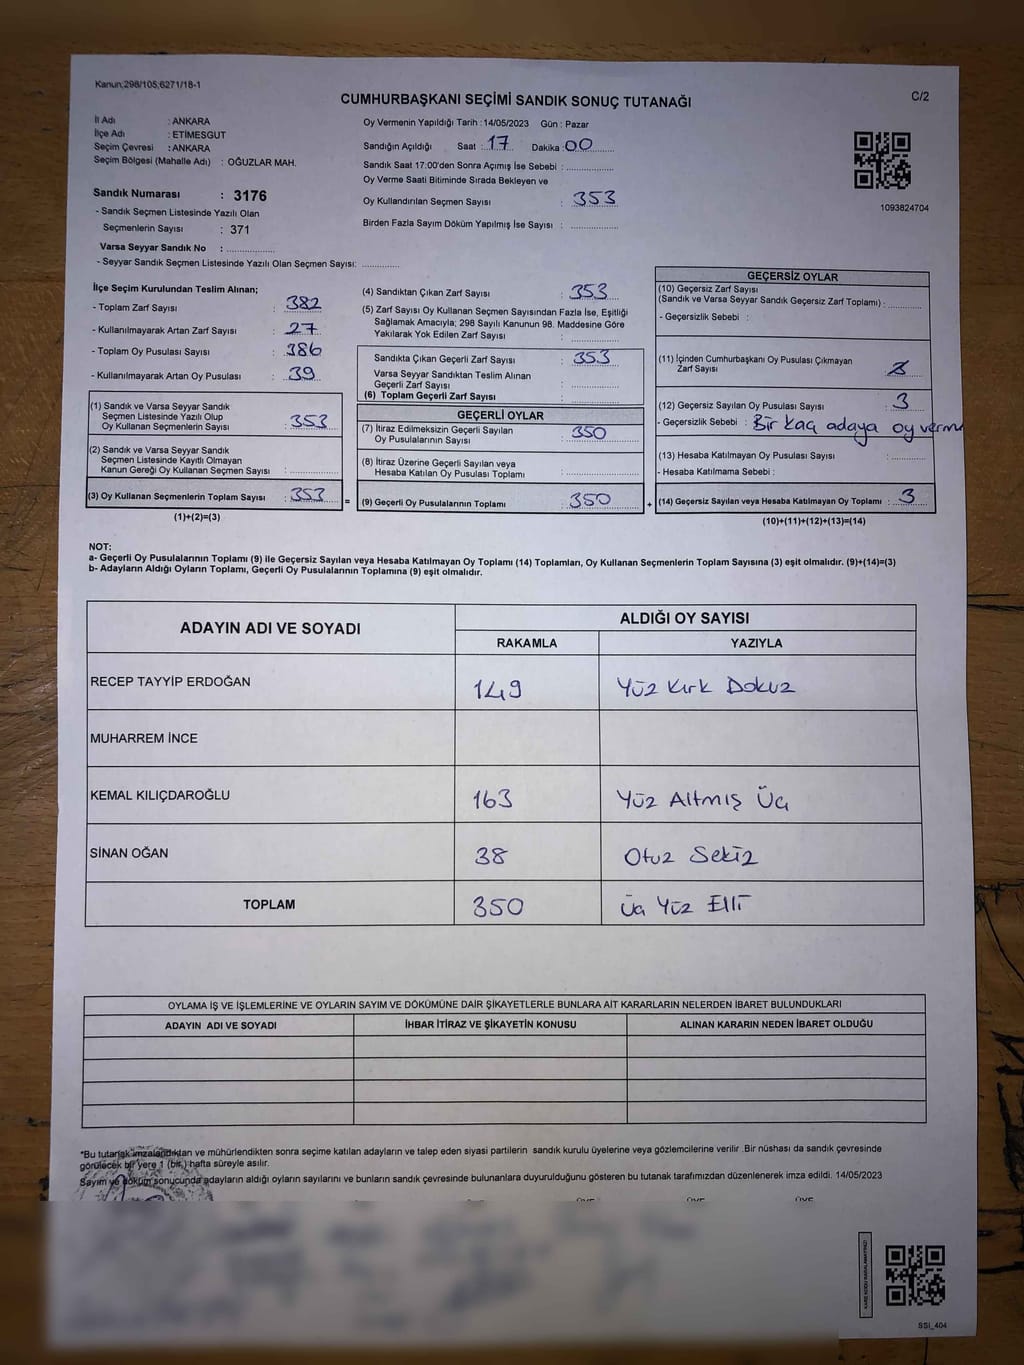 Kanun:298/105;6271/18-1
C/2
CUMHURBAŞKANI SEÇİMİ SANDIK SONUÇ TUTANAĞI
İl Adı : ANKARA
İlçe Adı : ETİMESGUT
Seçim Çevresi : ANKARA
Seçim Bölgesi (Mahalle Adı) : OĞUZLAR MAH.
Sandık Numarası : 3176
- Sandık Seçmen Listesinde Yazılı Olan
Seçmenlerin Sayısı : 371
Varsa Seyyar Sandık No : ..............
- Seyyar Sandık Seçmen Listesinde Yazılı Olan Seçmen Sayısı: ............
Oy Vermenin Yapıldığı Tarih : 14/05/2023 Gün : Pazar
Sandığın Açıldığı Saat : 17 Dakika : 00
Sandık Saat 17:00'den Sonra Açımış İse Sebebi : ..............
Oy Verme Saati Bitiminde Sırada Bekleyen ve
Oy Kullandırılan Seçmen Sayısı : 353
Birden Fazla Sayım Döküm Yapılmış İse Sayısı : ..............
1093824704
İlçe Seçim Kurulundan Teslim Alınan;
- Toplam Zarf Sayısı : 382
- Kullanılmayarak Artan Zarf Sayısı : 27
- Toplam Oy Pusulası Sayısı : 386
- Kullanılmayarak Artan Oy Pusulası : 39
(1) Sandık ve Varsa Seyyar Sandık
Seçmen Listesinde Yazılı Olup
Oy Kullanan Seçmenlerin Sayısı : 353
(2) Sandık ve Varsa Seyyar Sandık
Seçmen Listesinde Kayıtlı Olmayan
Kanun Gereği Oy Kullanan Seçmen Sayısı : ..............
(3) Oy Kullanan Seçmenlerin Toplam Sayısı : 353 =
(1)+(2)=(3)
(4) Sandıktan Çıkan Zarf Sayısı : 353
(5) Zarf Sayısı Oy Kullanan Seçmen Sayısından Fazla İse, Eşitliği
Sağlamak Amacıyla; 298 Sayılı Kanunun 98. Maddesine Göre
Yakılarak Yok Edilen Zarf Sayısı : ..............
Sandıkta Çıkan Geçerli Zarf Sayısı : 353
Varsa Seyyar Sandıktan Teslim Alınan
Geçerli Zarf Sayısı : ..............
(6) Toplam Geçerli Zarf Sayısı : ..............
GEÇERLİ OYLAR
(7) İtiraz Edilmeksizin Geçerli Sayılan
Oy Pusulalarının Sayısı : 350
(8) İtiraz Üzerine Geçerli Sayılan veya
Hesaba Katılan Oy Pusulası Toplamı : ..............
(9) Geçerli Oy Pusulalarının Toplamı : 350 +
GEÇERSİZ OYLAR
(10) Geçersiz Zarf Sayısı
(Sandık ve Varsa Seyyar Sandık Geçersiz Zarf Toplamı) : ..........
- Geçersizlik Sebebi :
(11) İçinden Cumhurbaşkanı Oy Pusulası Çıkmayan
Zarf Sayısı :
(12) Geçersiz Sayılan Oy Pusulası Sayısı : 3
- Geçersizlik Sebebi : Bir kaç adaya oy verme
(13) Hesaba Katılmayan Oy Pusulası Sayısı : ..........
- Hesaba Katılmama Sebebi :
(14) Geçersiz Sayılan veya Hesaba Katılmayan Oy Toplamı : 3
(10)+(11)+(12)+(13)=(14)
NOT:
a- Geçerli Oy Pusulalarının Toplamı (9) ile Geçersiz Sayılan veya Hesaba Katılmayan Oy Toplamı (14) Toplamları, Oy Kullanan Seçmenlerin Toplam Sayısına (3) eşit olmalıdır. (9)+(14)=(3)
b- Adayların Aldığı Oyların Toplamı, Geçerli Oy Pusulalarının Toplamına (9) eşit olmalıdır.
ADAYIN ADI VE SOYADI
ALDIĞI OY SAYISI
RAKAMLA YAZIYLA
RECEP TAYYİP ERDOĞAN 149 Yüz Kırk Dokuz
MUHARREM İNCE
KEMAL KILIÇDAROĞLU 163 Yüz Altmış Üç
SİNAN OĞAN 38 Otuz Sekiz
TOPLAM 350 Üç Yüz Elli
OYLAMA İŞ VE İŞLEMLERİNE VE OYLARIN SAYIM VE DÖKÜMÜNE DAİR ŞİKAYETLERLE BUNLARA AİT KARARLARIN NELERDEN İBARET BULUNDUKLARI
ADAYIN ADI VE SOYADI İHBAR İTİRAZ VE ŞİKAYETİN KONUSU ALINAN KARARIN NEDEN İBARET OLDUĞU
*Bu tutanak imzalandıktan ve mühürlendikten sonra seçime katılan adayların ve talep eden siyasi partilerin sandık kurulu üyelerine veya gözlemcilerine verilir .Bir nüshası da sandık çevresinde
görülecek bir yere 1 (bir,) hafta süreyle asılır.
Sayım ve döküm sonucunda adayların aldığı oyların sayılarını ve bunların sandık çevresinde bulunanlara duyurulduğunu gösteren bu tutanak tarafımızdan düzenlenerek imza edildi. 14/05/2023
SSI_404